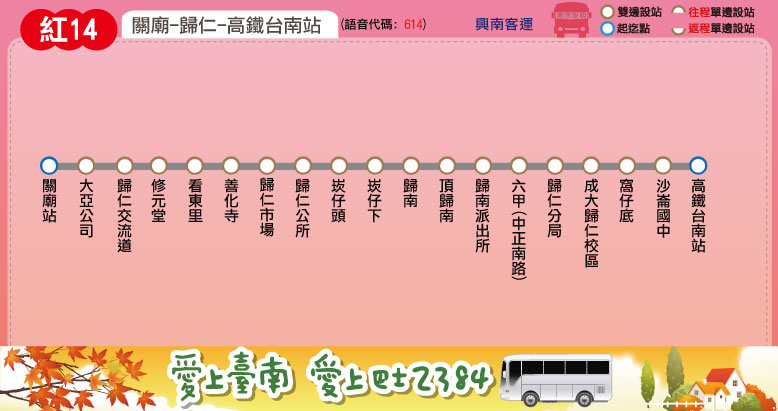 紅14
關廟-歸仁-高鐵台南站
(語音代碼: 614)
興南客運
雙邊設站
往程單邊設站
起迄點
返程單邊設站
關廟站
大亞公司
歸仁交流道
修元堂
看東里
善化寺
歸仁市場
歸仁公所
崁仔頭
崁仔下
歸南
頂歸南
歸南派出所
六甲(中正南路)
歸仁分局
成大歸仁校區
窩仔底
沙崙國中
高鐵台南站
愛上臺南 愛上巴士2384